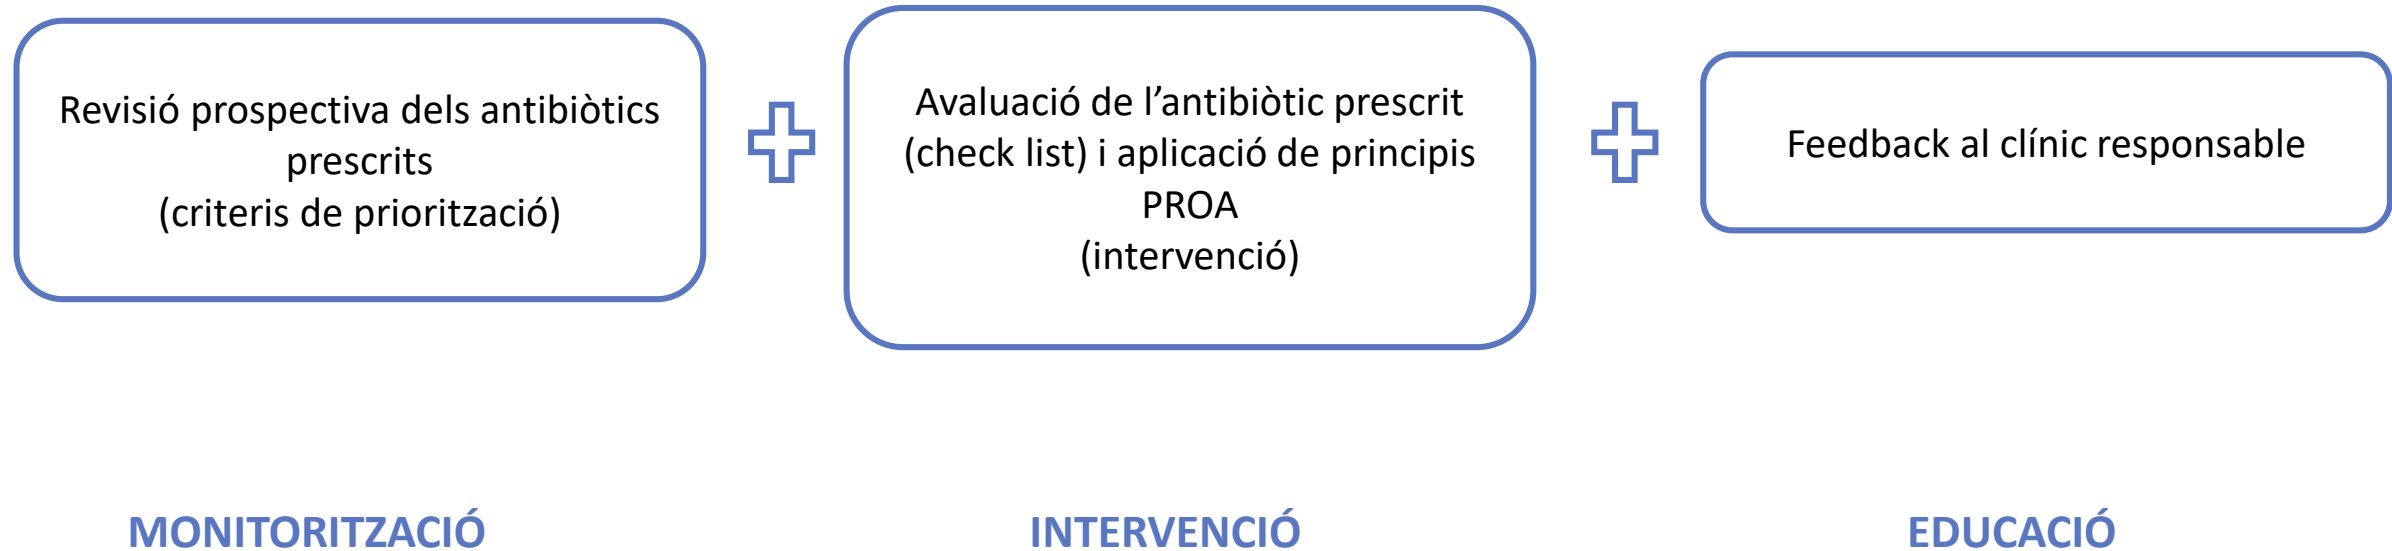 Revisió prospectiva dels antibiòtics
prescrits
(criteris de priorització)
Avaluació de l’antibiòtic prescrit
(check list) i aplicació de principis
PROA
(intervenció)
Feedback al clínic responsable
MONITORITZACIÓ
INTERVENCIÓ
EDUCACIÓ